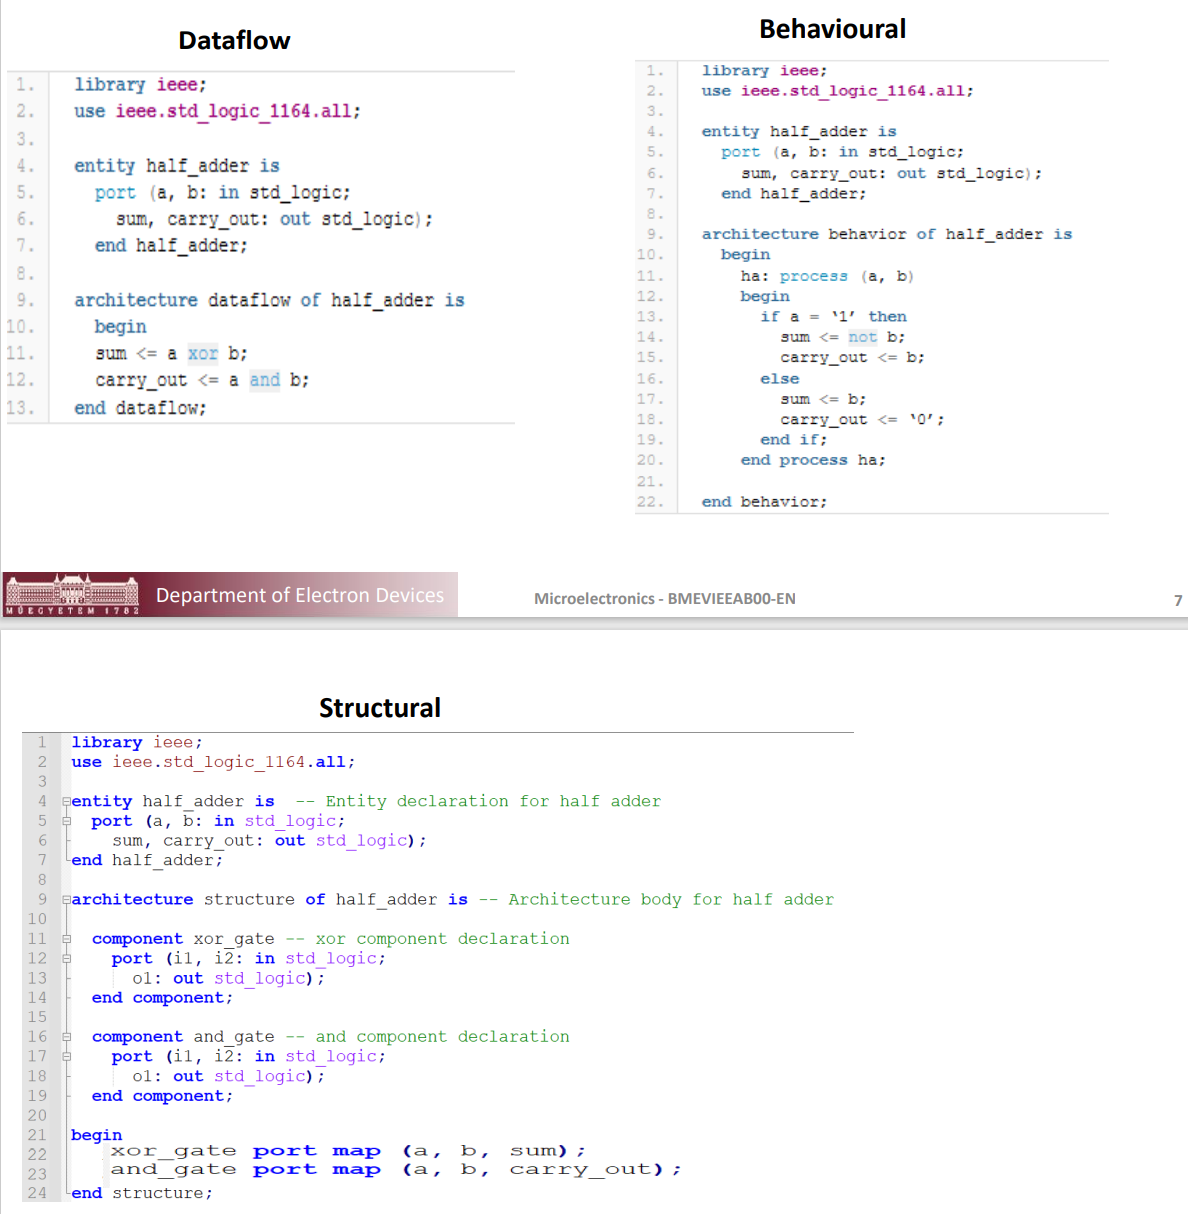 Dataflow
1. library ieee;
2. use ieee.std_logic_1164.all;
3.
4. entity half_adder is
5. port (a, b: in std_logic;
6. sum, carry_out: out std_logic);
7. end half_adder;
8.
9. architecture dataflow of half_adder is
10. begin
11. sum <= a xor b;
12. carry_out <= a and b;
13. end dataflow;
Behavioural
1. library ieee;
2. use ieee.std_logic_1164.all;
3.
4. entity half_adder is
5. port (a, b: in std_logic;
6. sum, carry_out: out std_logic);
7. end half_adder;
8.
9. architecture behavior of half_adder is
10. begin
11. ha: process (a, b)
12. begin
13. if a = ‘1’ then
14. sum <= not b;
15. carry_out <= b;
16. else
17. sum <= b;
18. carry_out <= ‘0’;
19. end if;
20. end process ha;
21.
22. end behavior;
MŰEGYETEM 1782
Department of Electron Devices
Microelectronics - BMEVIEEAB00-EN
7
Structural
1 library ieee;
2 use ieee.std_logic_1164.all;
3
4 entity half_adder is -- Entity declaration for half adder
5 port (a, b: in std_logic;
6 sum, carry_out: out std_logic);
7 end half_adder;
8
9 architecture structure of half_adder is -- Architecture body for half adder
10
11 component xor_gate -- xor component declaration
12 port (i1, i2: in std_logic;
13 o1: out std_logic);
14 end component;
15
16 component and_gate -- and component declaration
17 port (i1, i2: in std_logic;
18 o1: out std_logic);
19 end component;
20
21 begin
22 xor_gate port map (a, b, sum);
23 and_gate port map (a, b, carry_out);
24 end structure;